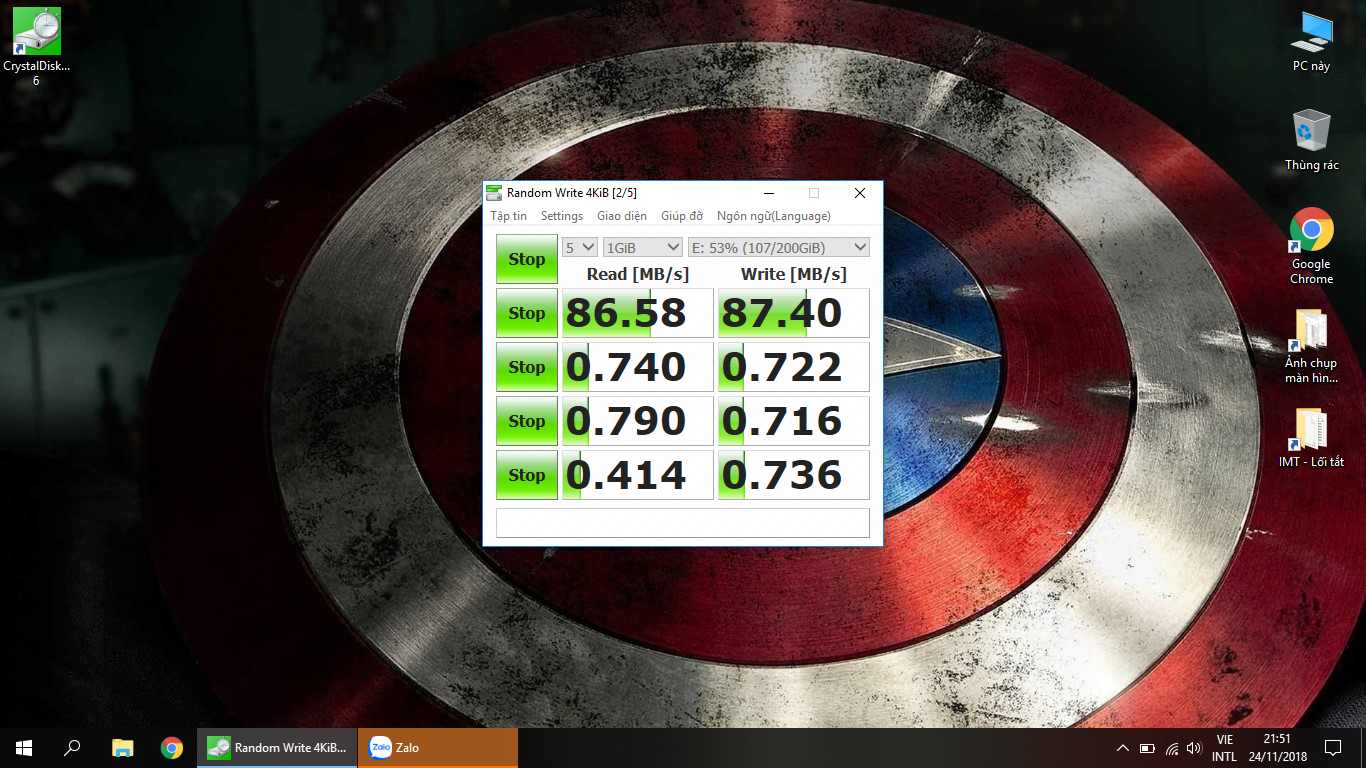 CrystalDisk...
6
PC này
Thùng rác
Google
Chrome
Ảnh chụp
màn hìn...
IMT - Lối tắt
Random Write 4KiB [2/5]
Tập tin Settings Giao diện Giúp đỡ Ngôn ngữ(Language)
Stop 5 1GiB E: 53% (107/200GiB)
Read [MB/s] Write [MB/s]
Stop 86.58 87.40
Stop 0.740 0.722
Stop 0.790 0.716
Stop 0.414 0.736
Random Write 4KiB...
Zalo Zalo
VIE
INTL
21:51
24/11/2018